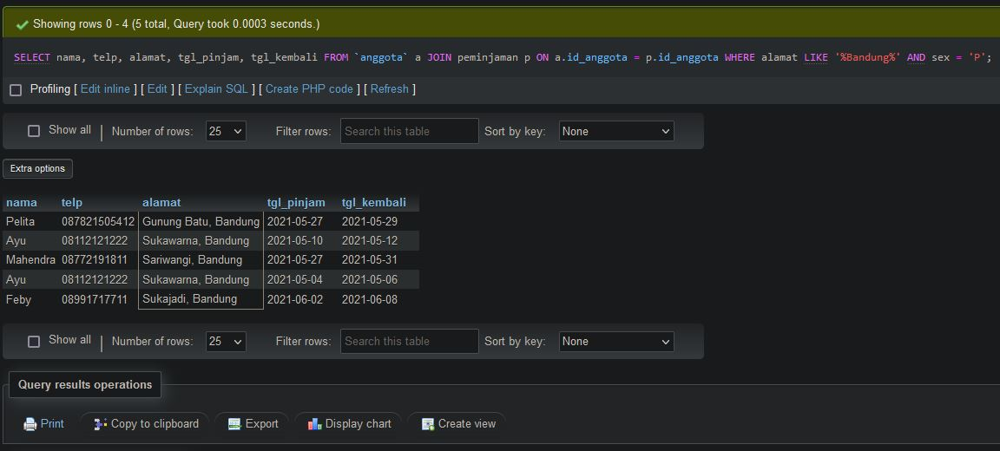 Showing rows 0 - 4 (5 total, Query took 0.0003 seconds.)
SELECT nama, telp, alamat, tgl_pinjam, tgl_kembali FROM `anggota` a JOIN peminjaman p ON a.id_anggota = p.id_anggota WHERE alamat LIKE '%Bandung%' AND sex = 'P';
Profiling [ Edit inline ] [ Edit ] [ Explain SQL ] [ Create PHP code ] [ Refresh ]
Show all | Number of rows: 25 Filter rows: Search this table Sort by key: None
Extra options
nama telp alamat tgl_pinjam tgl_kembali
Pelita 087821505412 Gunung Batu, Bandung 2021-05-27 2021-05-29
Ayu 08112121222 Sukawarna, Bandung 2021-05-10 2021-05-12
Mahendra 08772191811 Sariwangi, Bandung 2021-05-27 2021-05-31
Ayu 08112121222 Sukawarna, Bandung 2021-05-04 2021-05-06
Feby 08991717711 Sukajadi, Bandung 2021-06-02 2021-06-08
Show all | Number of rows: 25 Filter rows: Search this table Sort by key: None
Query results operations
Print Copy to clipboard Export Display chart Create view